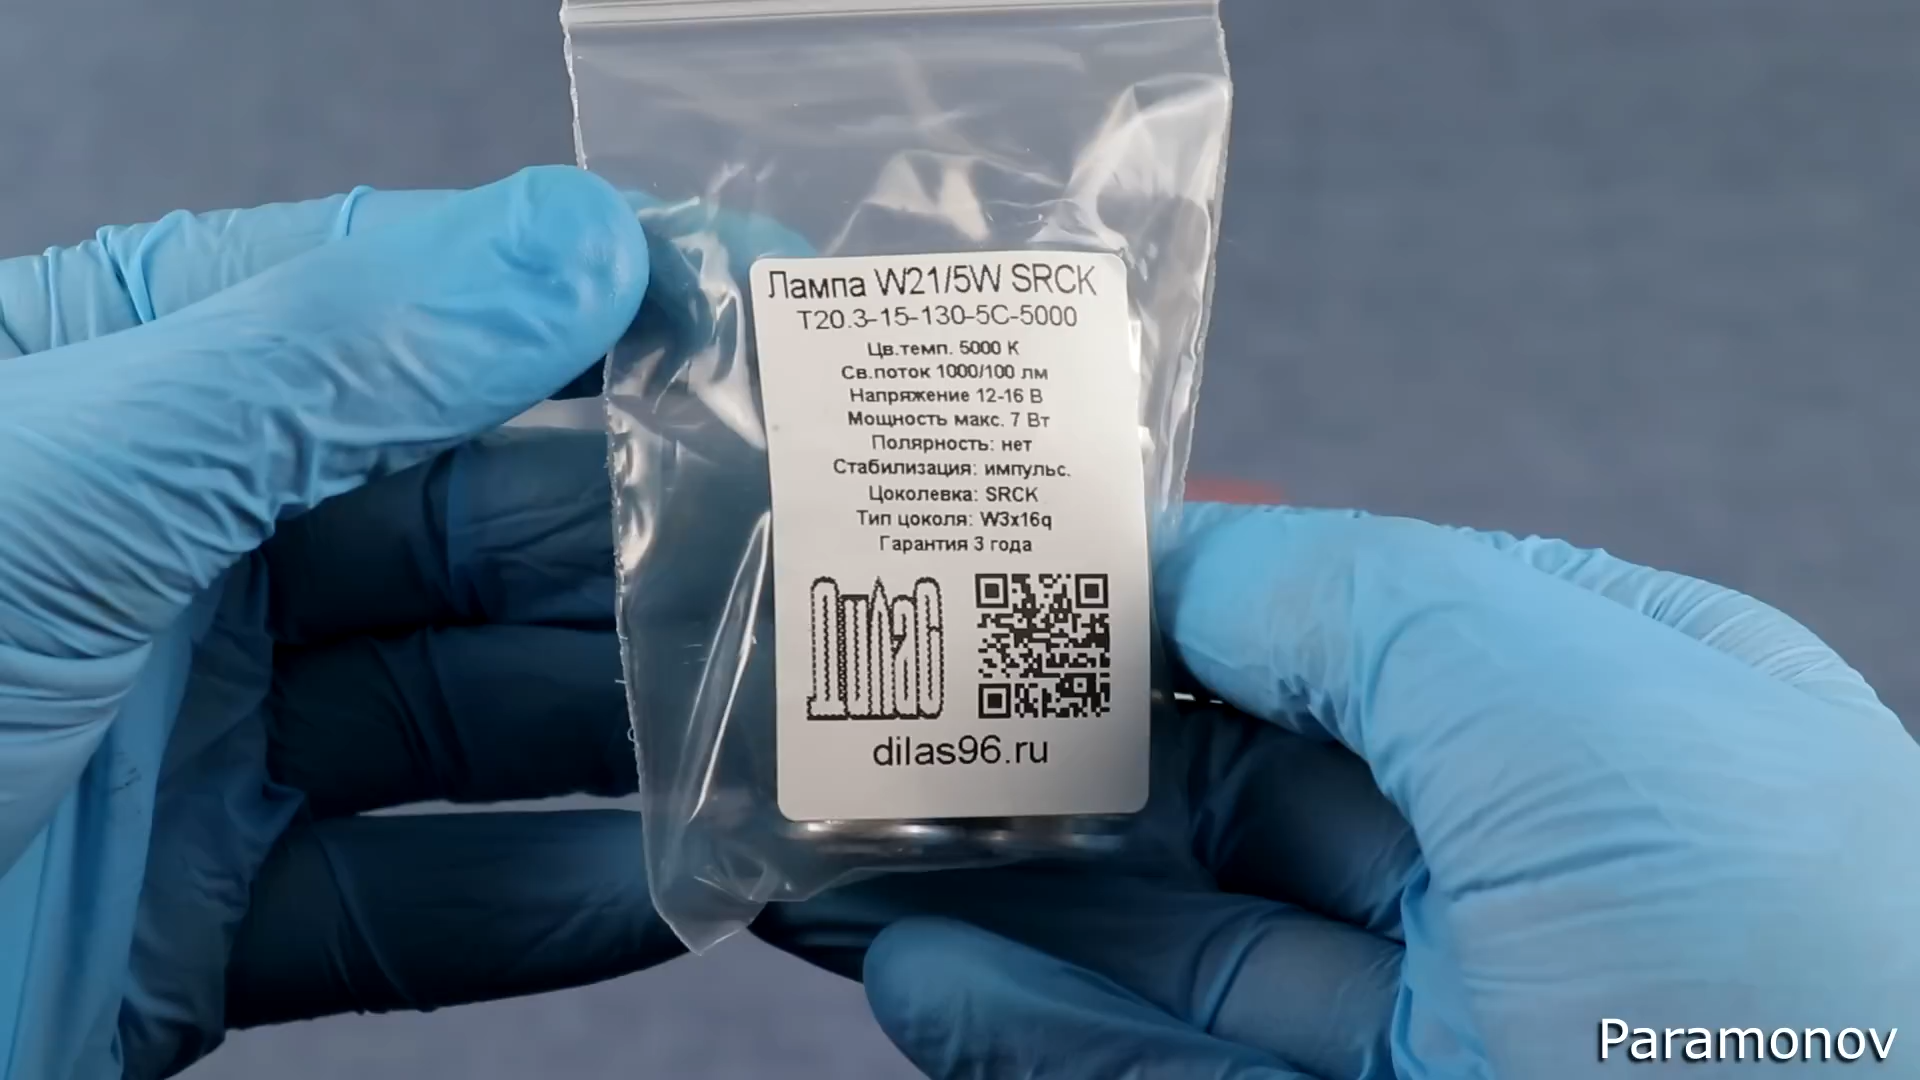 Лампа W21/5W SRCK
T20.3-15-130-5C-5000
Цв.темп. 5000 К
Св.поток 1000/100 лм
Напряжение 12-16 В
Мощность макс. 7 Вт
Полярность: нет
Стабилизация: импульс.
Цоколевка: SRCK
Тип цоколя: W3x16q
Гарантия 3 года
Дилас
dilas96.ru
Paramonov